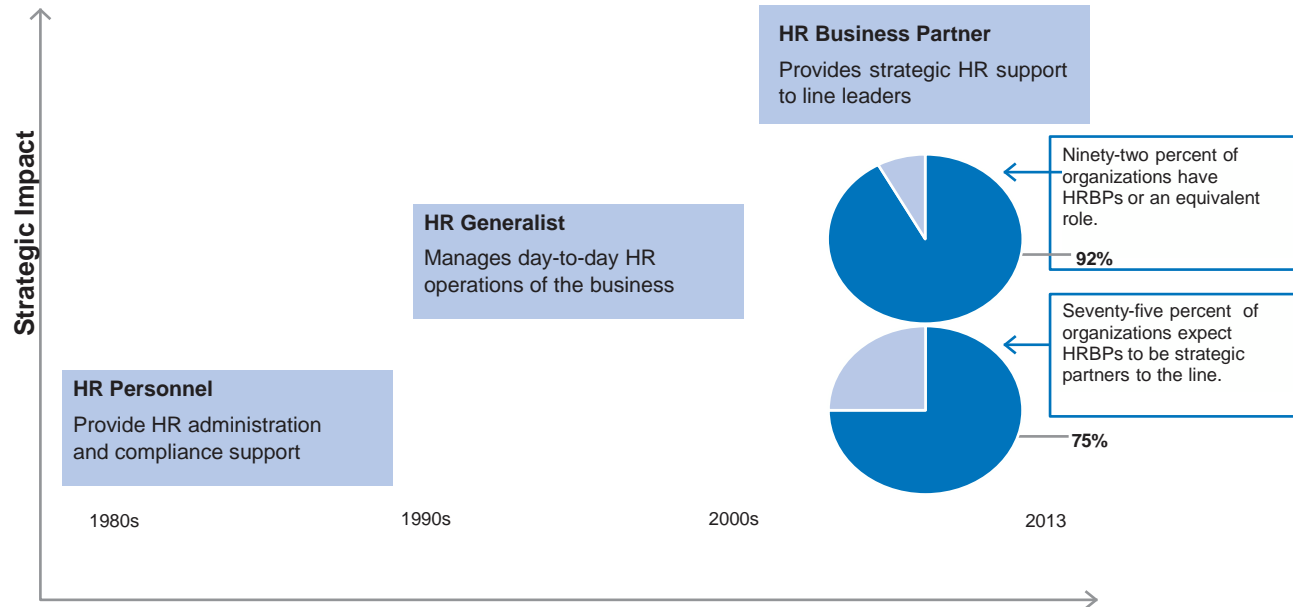 HR Business Partner
Provides strategic HR support
to line leaders
Strategic Impact
Ninety-two percent of
organizations have
HRBPs or an equivalent
role.
92%
HR Generalist
Manages day-to-day HR
operations of the business
Seventy-five percent of
organizations expect
HRBPs to be strategic
partners to the line.
75%
HR Personnel
Provide HR administration
and compliance support
1980s
1990s
2000s
2013